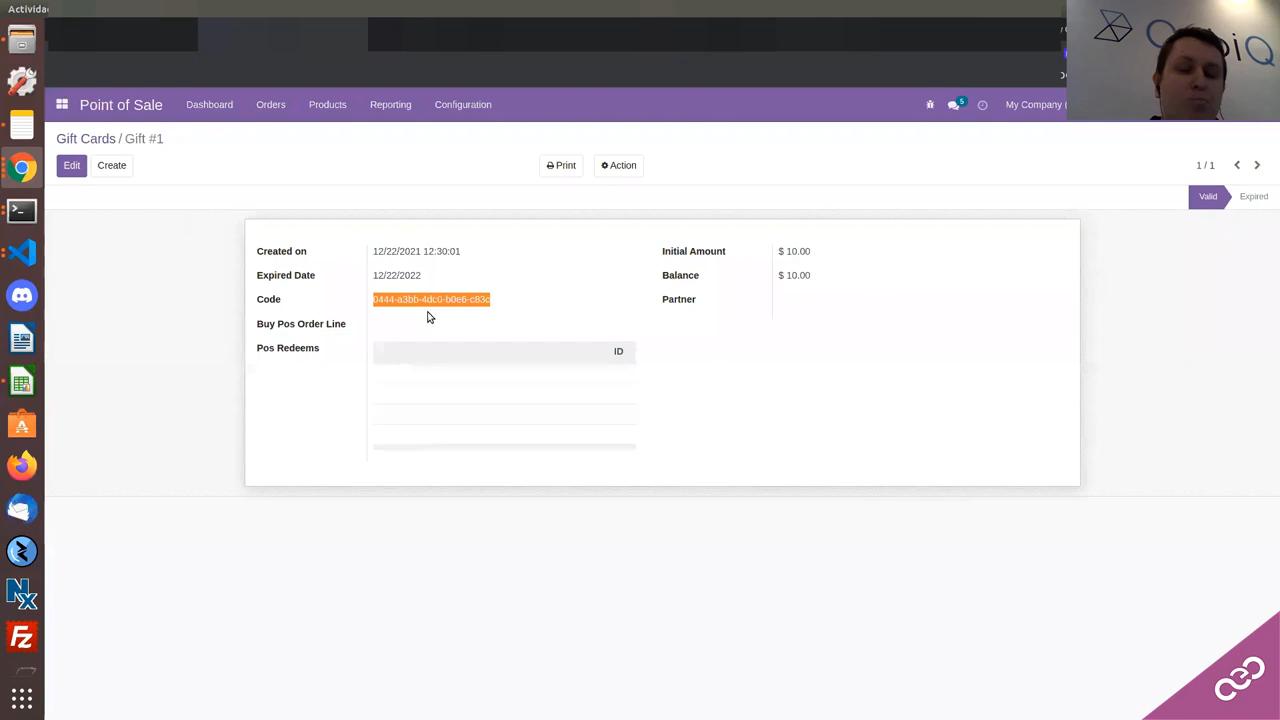 Actividad
Point of Sale Dashboard Orders Products Reporting Configuration 5 My Company (
Gift Cards / Gift #1
Edit Create Print Action 1 / 1
Valid Expired
Created on 12/22/2021 12:30:01 Initial Amount $ 10.00
Expired Date 12/22/2022 Balance $ 10.00
Code 0444-a3bb-4dc0-b0e6-c83c Partner
Buy Pos Order Line
Pos Redeems ID